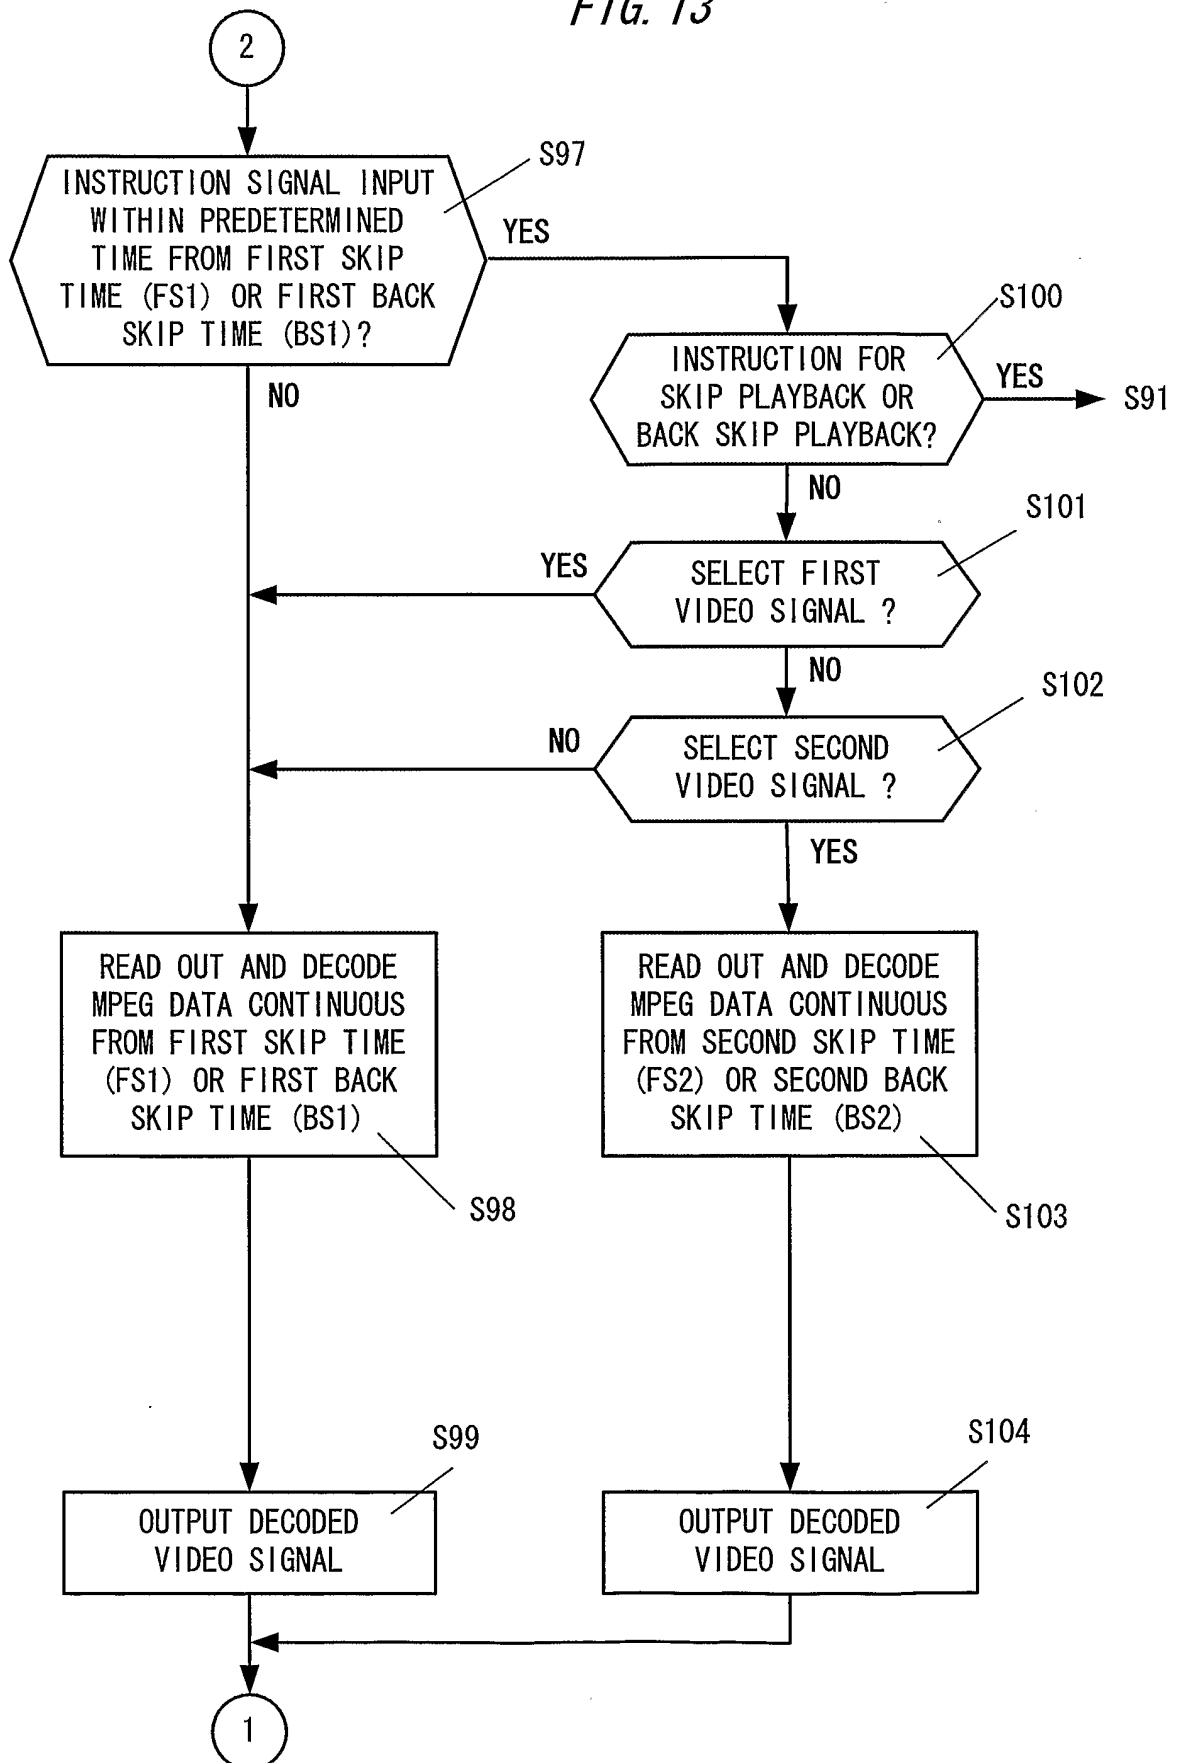 FIG. 13
2
S97
INSTRUCTION SIGNAL INPUT
WITHIN PREDETERMINED
TIME FROM FIRST SKIP
TIME (FS1) OR FIRST BACK
SKIP TIME (BS1)?
YES
NO
S100
INSTRUCTION FOR
SKIP PLAYBACK OR
BACK SKIP PLAYBACK?
YES
S91
NO
S101
SELECT FIRST
VIDEO SIGNAL ?
YES
NO
S102
SELECT SECOND
VIDEO SIGNAL ?
NO
YES
READ OUT AND DECODE
MPEG DATA CONTINUOUS
FROM FIRST SKIP TIME
(FS1) OR FIRST BACK
SKIP TIME (BS1)
S98
READ OUT AND DECODE
MPEG DATA CONTINUOUS
FROM SECOND SKIP TIME
(FS2) OR SECOND BACK
SKIP TIME (BS2)
S103
S99
OUTPUT DECODED
VIDEO SIGNAL
S104
OUTPUT DECODED
VIDEO SIGNAL
1